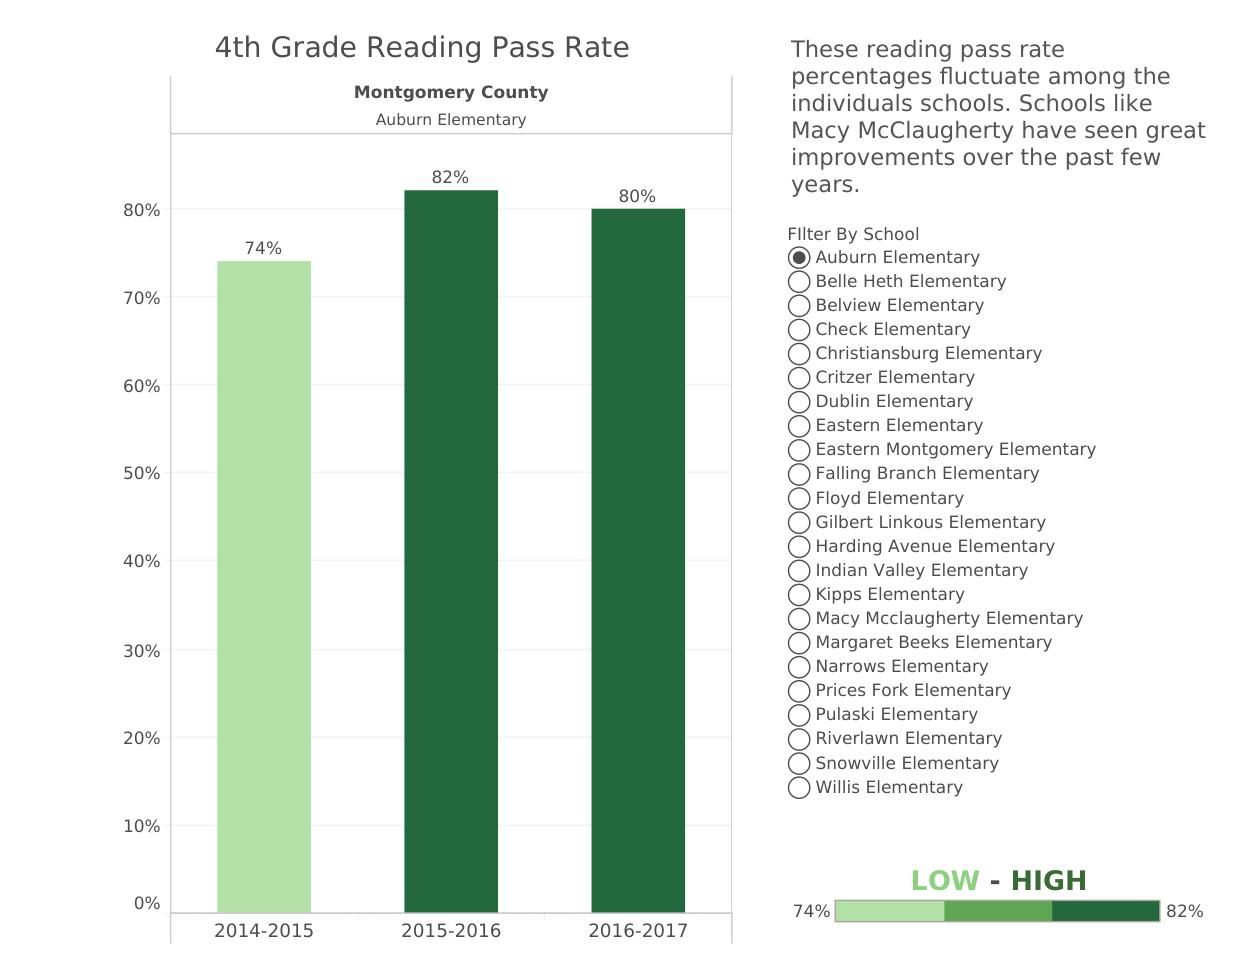 4th Grade Reading Pass Rate
Montgomery County
Auburn Elementary
82%
80%
74%
80%
70%
60%
50%
40%
30%
20%
10%
0%
2014-2015
2015-2016
2016-2017
These reading pass rate
percentages fluctuate among the
individuals schools. Schools like
Macy McClaugherty have seen great
improvements over the past few
years.
FIlter By School
Auburn Elementary
Belle Heth Elementary
Belview Elementary
Check Elementary
Christiansburg Elementary
Critzer Elementary
Dublin Elementary
Eastern Elementary
Eastern Montgomery Elementary
Falling Branch Elementary
Floyd Elementary
Gilbert Linkous Elementary
Harding Avenue Elementary
Indian Valley Elementary
Kipps Elementary
Macy Mcclaugherty Elementary
Margaret Beeks Elementary
Narrows Elementary
Prices Fork Elementary
Pulaski Elementary
Riverlawn Elementary
Snowville Elementary
Willis Elementary
LOW - HIGH
74% 82%